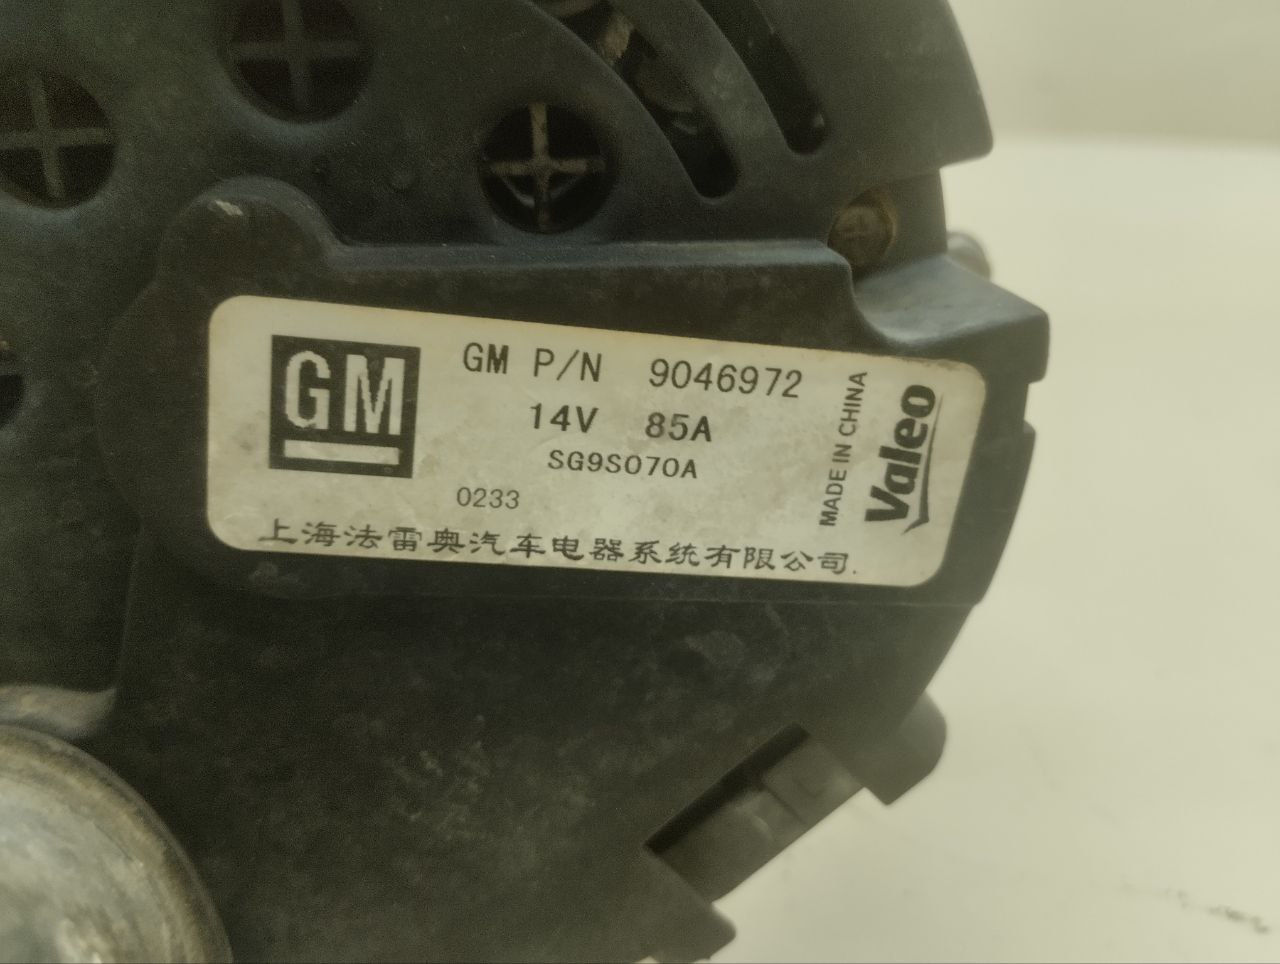 GM
GM P/N 9046972
14V 85A
SG9S070A
0233
上海法雷奥汽车电器系统有限公司.
MADE IN CHINA
Valeo